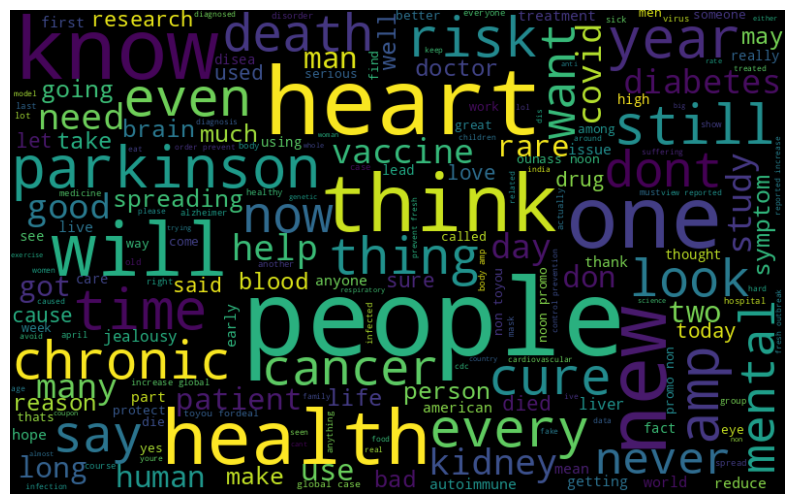 first
research
diagnosed
disorder
better
everyone
treatment
men
virus
someone
either
know
death
risk
year
disea
man
well
sick
may
used
serious
find
doctor
want
covid
really
keep
anti
treated
rate
going
even
heart
diabetes
model
last
lot
diagnosis
need
brain
work
lol
dis
high
big
let
take
much
using
woman
great
among
around
show
still
order prevent
body
whole
children
issue
suffering
eat
vaccine
rare
ounass
noon
parkinson
think
dont
study
medicine
healthy
genetic
case
lead
love
india
drug
mustview reported
reported increase
please
alzheimer
related
actually
good
spreading
now
one
symptom
see
live
trying
way
come
called
prevent fresh
thing
day
thought
exercise
women
care
another
help
body amp
will
old
got
said
blood
anyone
sure
non toyou
noon promo
don
thank
look
hard
science
hospital
cause
caused
right
respiratory
early
infected
mask
control prevention
two
fresh outbreak
week
avoid
april
jealousy
time
people
new
today
mental
chronic
cancer
cdc
country
cardiovascular
cure
amp
promo non
age
many
increase global
family
ive
part
patient
life
person
died
liver
group
reason
thats
coupon
protect
toyou fordeal
american
fact
eye
non
hope
die
seen
anything
food
real
fake
data
spread
almost
youre
yes
say
health
every
never
long
infection
course
human
make
global case
use
bad
kidney
autoimmune
mean
getting
world
reduce